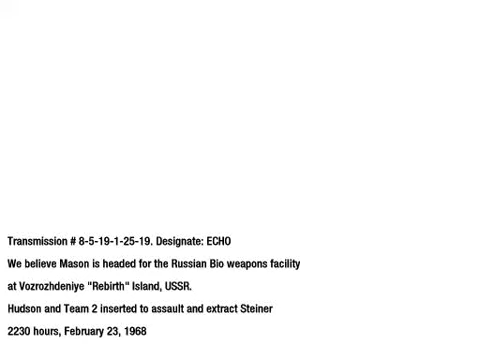 Transmission # 8-5-19-1-25-19. Designate: ECHO
We believe Mason is headed for the Russian Bio weapons facility
at Vozrozhdeniye "Rebirth" Island, USSR.
Hudson and Team 2 inserted to assault and extract Steiner
2230 hours, February 23, 1968